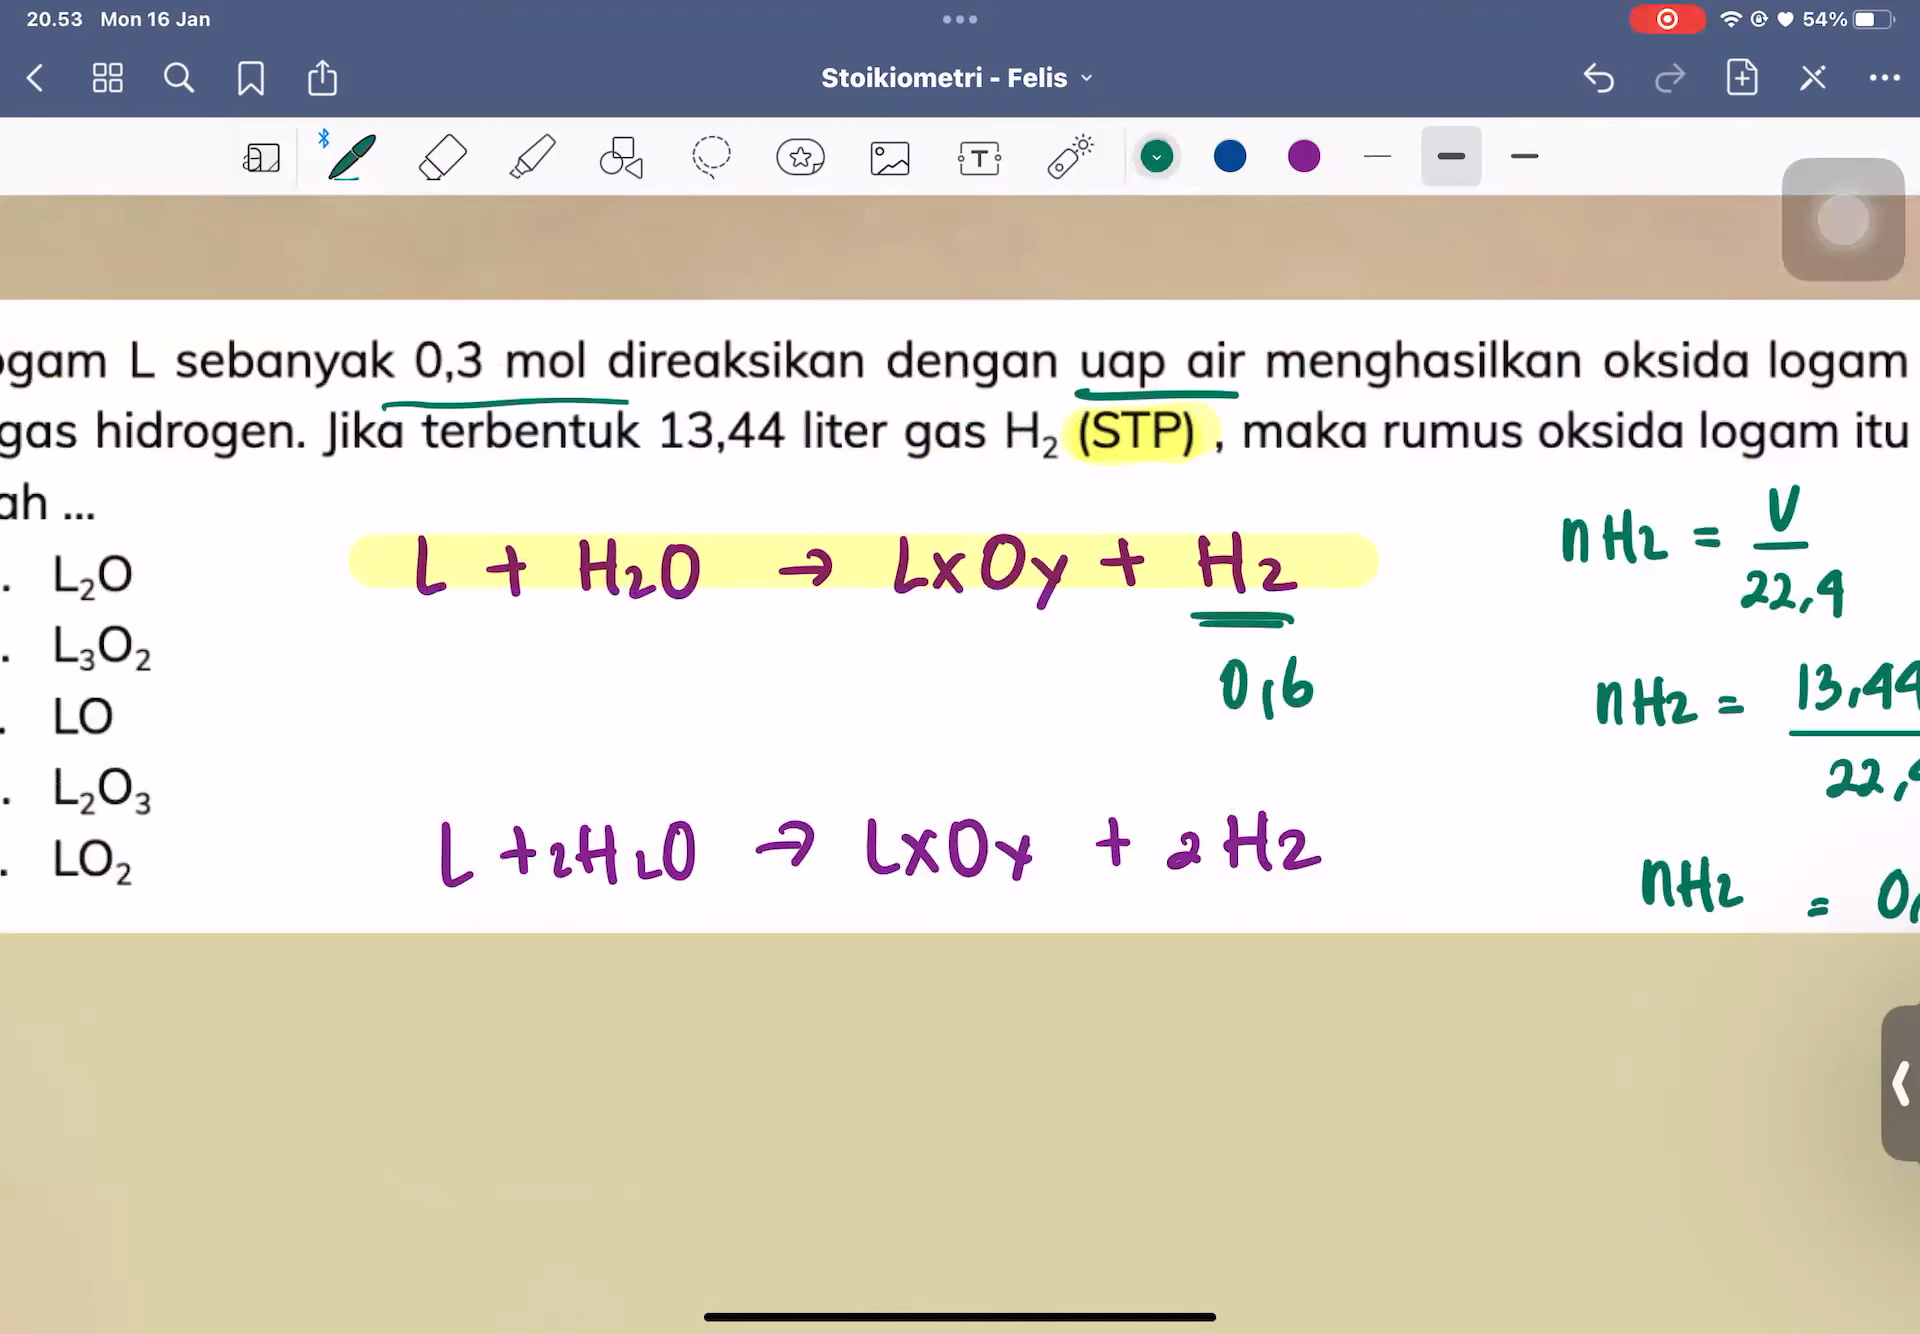 20.53 Mon 16 Jan
54%
Stoikiometri - Felis
ogam L sebanyak 0,3 mol direaksikan dengan uap air menghasilkan oksida logam
gas hidrogen. Jika terbentuk 13,44 liter gas H₂ (STP) , maka rumus oksida logam itu
ah ...
. L₂O
. L₃O₂
. LO
. L₂O₃
. LO₂
L + H₂O → LxOy + H₂
0,6
L + 2H₂O → LxOy + 2H₂
nH₂ = V
22,4
nH₂ = 13,44
22,4
nH₂ = 0,